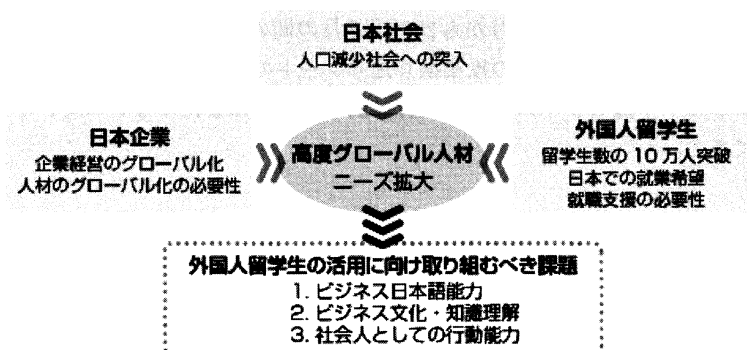 日本社会
人口減少社会への突入
日本企業
企業経営のグローバル化
人材のグローバル化の必要性
高度グローバル人材
ニーズ拡大
外国人留学生
留学生数の10万人突破
日本での就業希望
就職支援の必要性
外国人留学生の活用に向け取り組むべき課題
1. ビジネス日本語能力
2. ビジネス文化・知識理解
3. 社会人としての行動能力